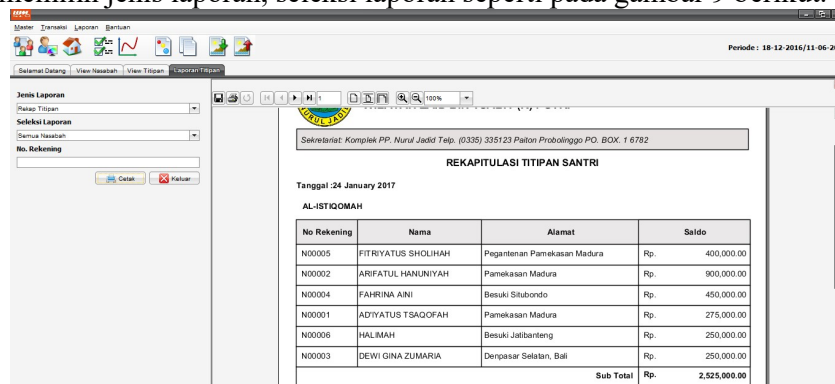 memilih jenis laporan, seleksi laporan seperti pada gambar 9 berikut.
Master Transaksi Laporan Bantuan
Periode : 18-12-2016/11-06-20
Selamat Datang View Nasabah View Titipan Laporan Titipan
Jenis Laporan
Rekap Titipan
Seleksi Laporan
Semua Nasabah
No. Rekening
Cetak Keluar
1 100%
NURUL JADID
Sekretariat: Komplek PP. Nurul Jadid Telp. (0335) 335123 Paiton Probolinggo PO. BOX. 1 6782
REKAPITULASI TITIPAN SANTRI
Tanggal :24 January 2017
AL-ISTIQOMAH
No Rekening Nama Alamat Saldo
N00005 FITRIYATUS SHOLIHAH Pegantenan Pamekasan Madura Rp. 400,000.00
N00002 ARIFATUL HANUNIYAH Pamekasan Madura Rp. 900,000.00
N00004 FAHRINA AINI Besuki Situbondo Rp. 450,000.00
N00001 AD'IYATUS TSAQOFAH Pamekasan Madura Rp. 275,000.00
N00006 HALIMAH Besuki Jatibanteng Rp. 250,000.00
N00003 DEWI GINA ZUMARIA Denpasar Selatan, Bali Rp. 250,000.00
Sub Total Rp. 2,525,000.00